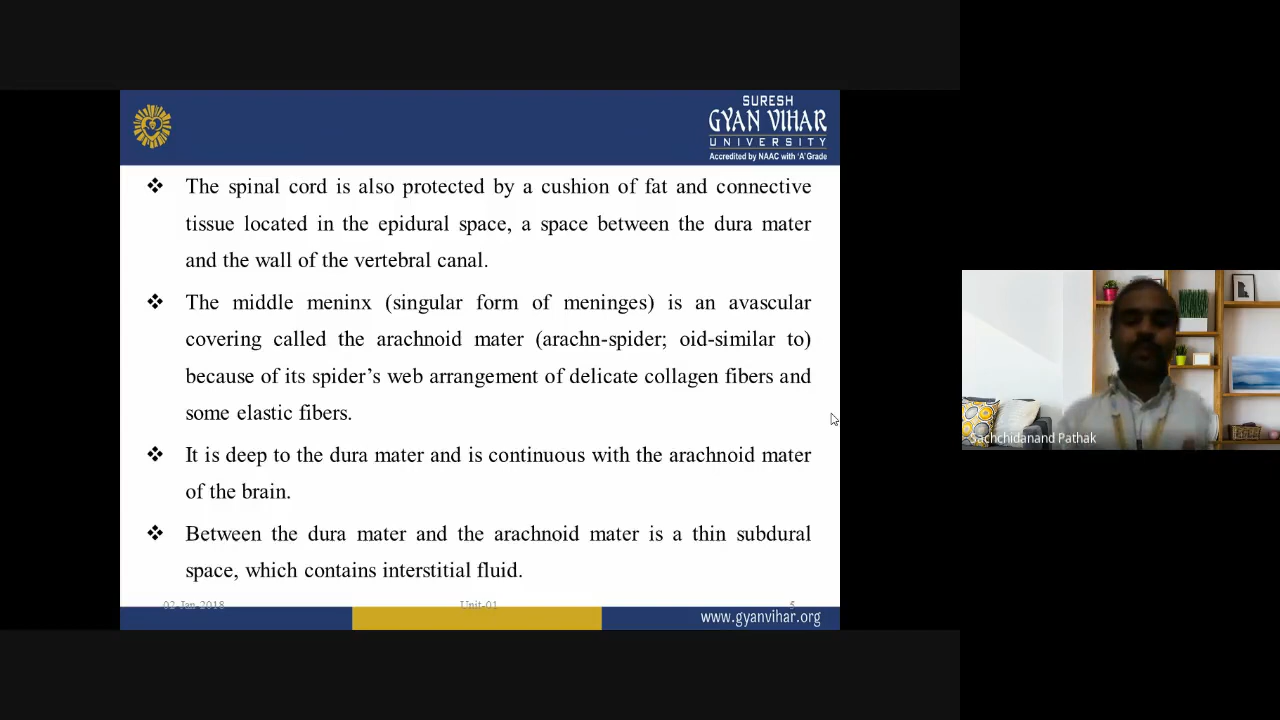 SURESH
GYAN VIHAR
UNIVERSITY
Accredited by NAAC with 'A' Grade
❖ The spinal cord is also protected by a cushion of fat and connective
tissue located in the epidural space, a space between the dura mater
and the wall of the vertebral canal.
❖ The middle meninx (singular form of meninges) is an avascular
covering called the arachnoid mater (arachn-spider; oid-similar to)
because of its spider’s web arrangement of delicate collagen fibers and
some elastic fibers.
❖ It is deep to the dura mater and is continuous with the arachnoid mater
of the brain.
❖ Between the dura mater and the arachnoid mater is a thin subdural
space, which contains interstitial fluid.
02 Jan 2018
Unit-01
5
www.gyanvihar.org
Sachchidanand Pathak